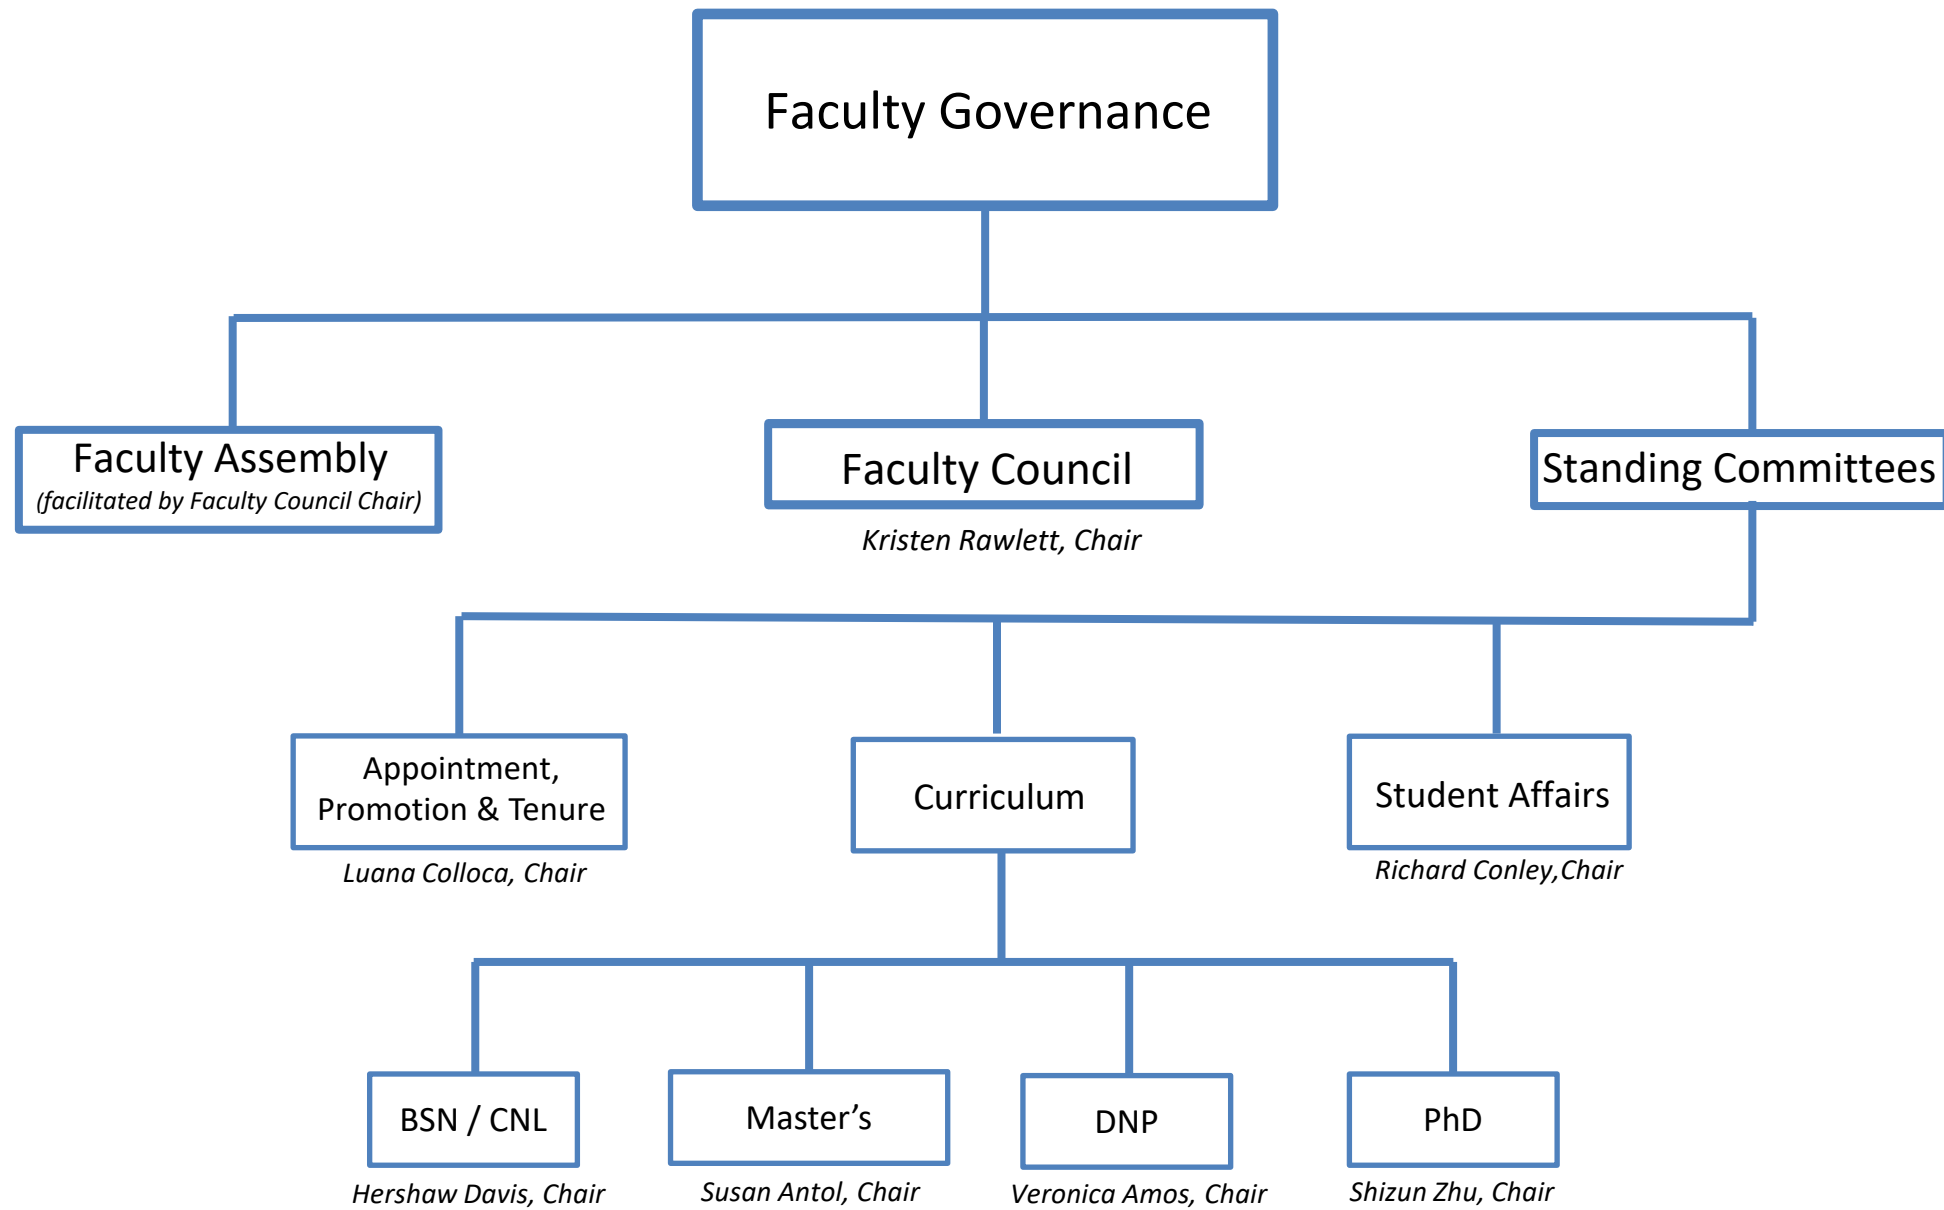 Faculty Governance
Faculty Assembly
(facilitated by Faculty Council Chair)
Faculty Council
Kristen Rawlett, Chair
Standing Committees
Appointment,
Promotion & Tenure
Luana Colloca, Chair
Curriculum
Student Affairs
Richard Conley,Chair
BSN / CNL
Hershaw Davis, Chair
Master’s
Susan Antol, Chair
DNP
Veronica Amos, Chair
PhD
Shizun Zhu, Chair